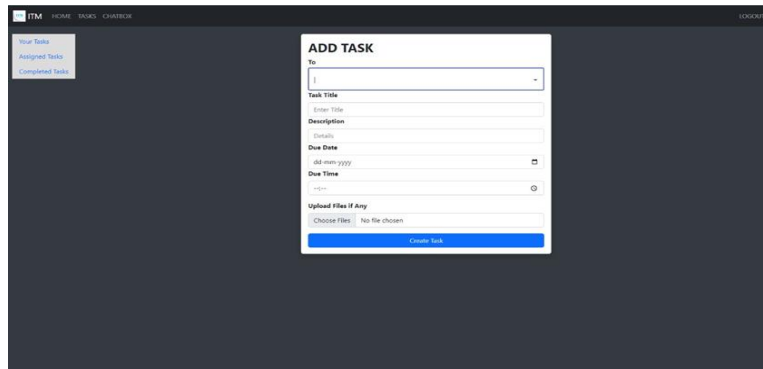 ITM HOME TASKS CHATBOX LOGOUT
Your Tasks
Assigned Tasks
Completed Tasks
ADD TASK
To
Task Title
Enter Title
Description
Details
Due Date
dd-mm-yyyy
Due Time
--:--
Upload Files if Any
Choose Files No file chosen
Create Task